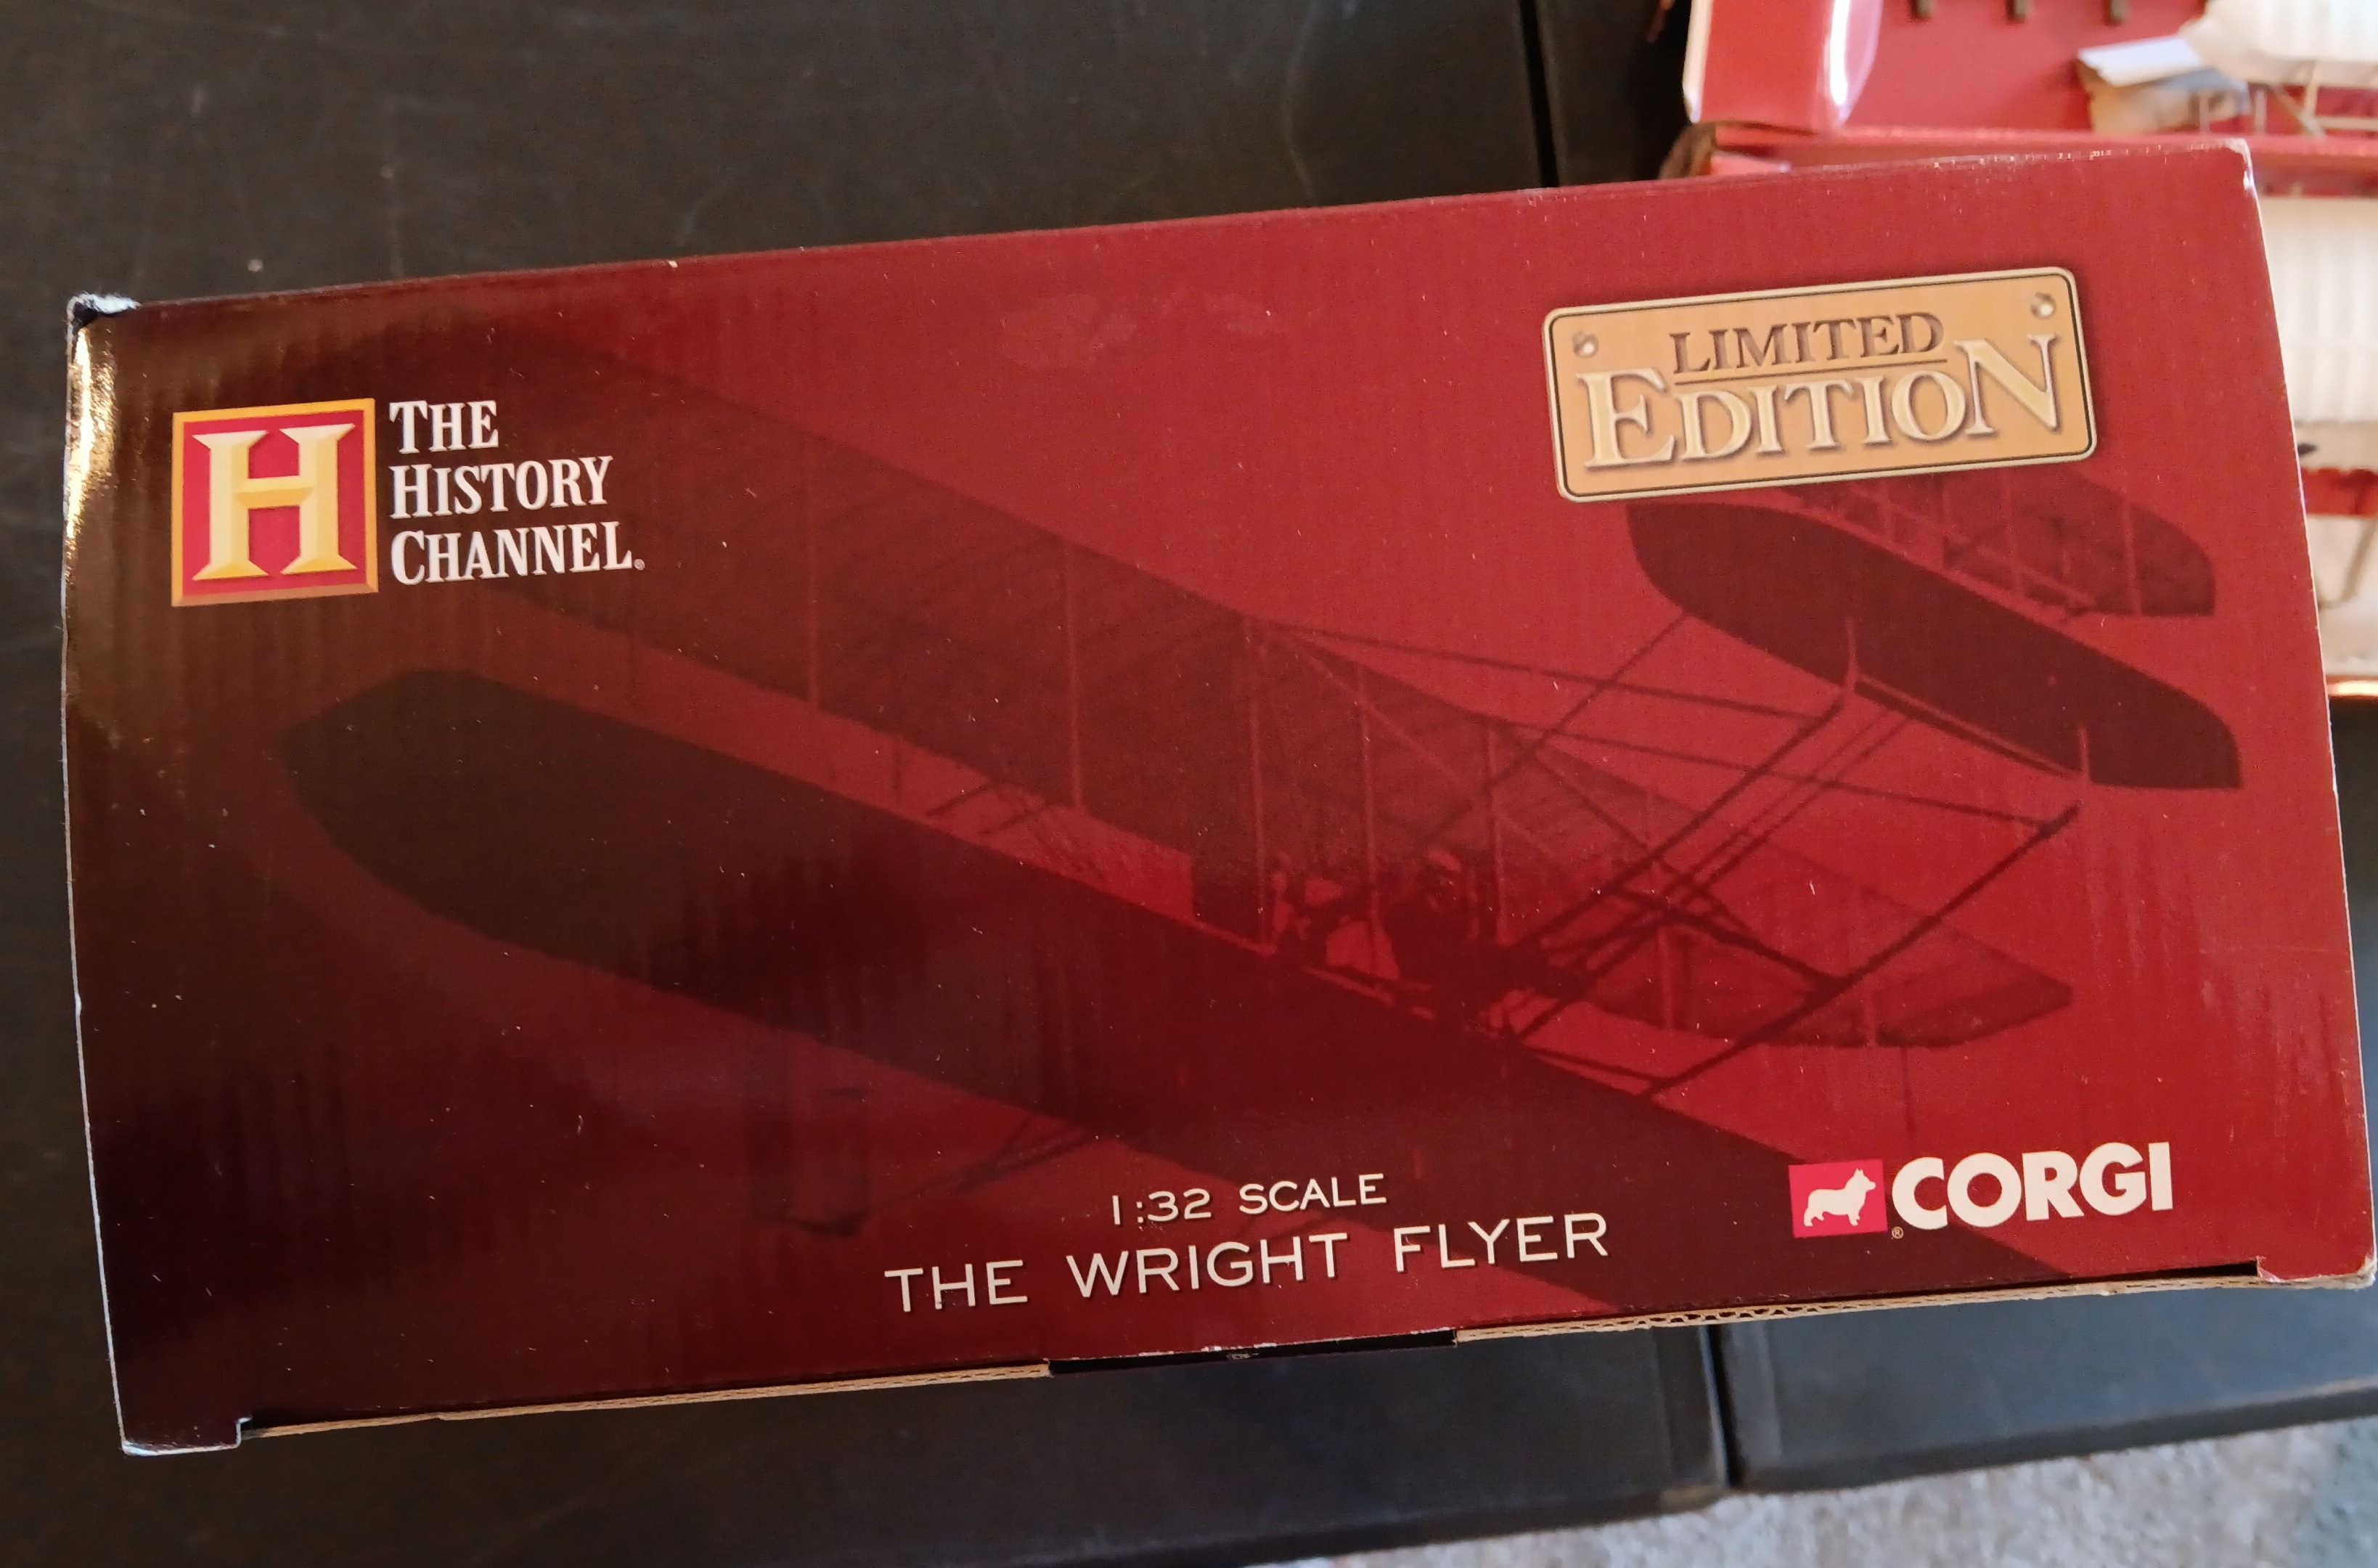 THE
HISTORY
CHANNEL®
LIMITED
EDITION
1:32 SCALE
THE WRIGHT FLYER
CORGI®